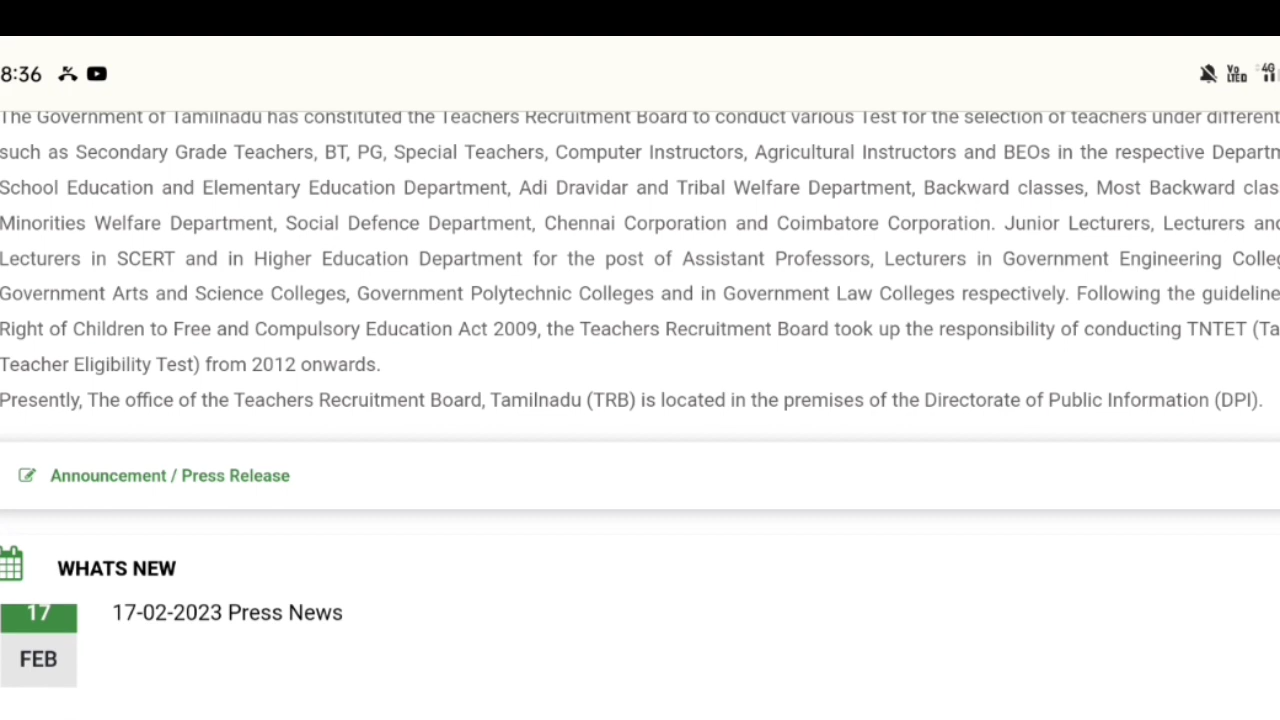 8:36
Vo LTED 4G
The Government of Tamilnadu has constituted the Teachers Recruitment Board to conduct various Test for the selection of teachers under different
such as Secondary Grade Teachers, BT, PG, Special Teachers, Computer Instructors, Agricultural Instructors and BEOs in the respective Departm
School Education and Elementary Education Department, Adi Dravidar and Tribal Welfare Department, Backward classes, Most Backward clas
Minorities Welfare Department, Social Defence Department, Chennai Corporation and Coimbatore Corporation. Junior Lecturers, Lecturers and
Lecturers in SCERT and in Higher Education Department for the post of Assistant Professors, Lecturers in Government Engineering Colleg
Government Arts and Science Colleges, Government Polytechnic Colleges and in Government Law Colleges respectively. Following the guideline
Right of Children to Free and Compulsory Education Act 2009, the Teachers Recruitment Board took up the responsibility of conducting TNTET (Ta
Teacher Eligibility Test) from 2012 onwards.
Presently, The office of the Teachers Recruitment Board, Tamilnadu (TRB) is located in the premises of the Directorate of Public Information (DPI).
Announcement / Press Release
WHATS NEW
17
17-02-2023 Press News
FEB